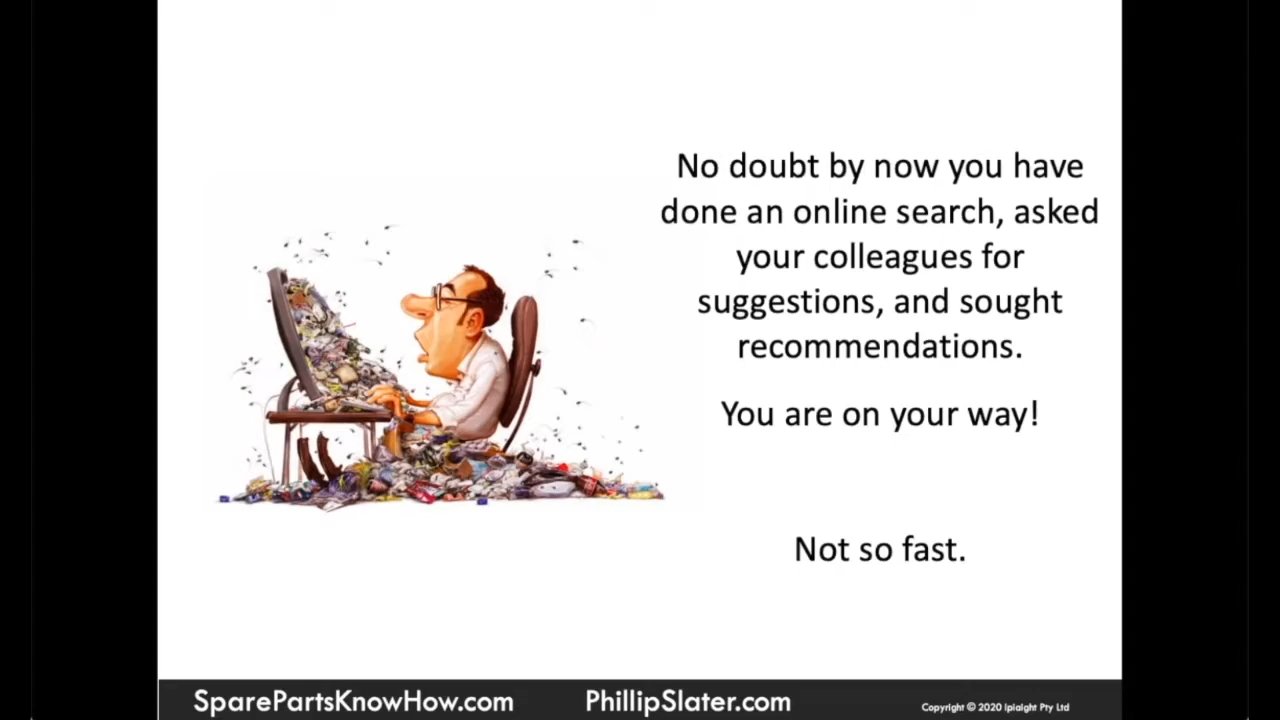 No doubt by now you have
done an online search, asked
your colleagues for
suggestions, and sought
recommendations.
You are on your way!
Not so fast.
SparePartsKnowHow.com
PhillipSlater.com
Copyright © 2020 Iplaight Pty Ltd